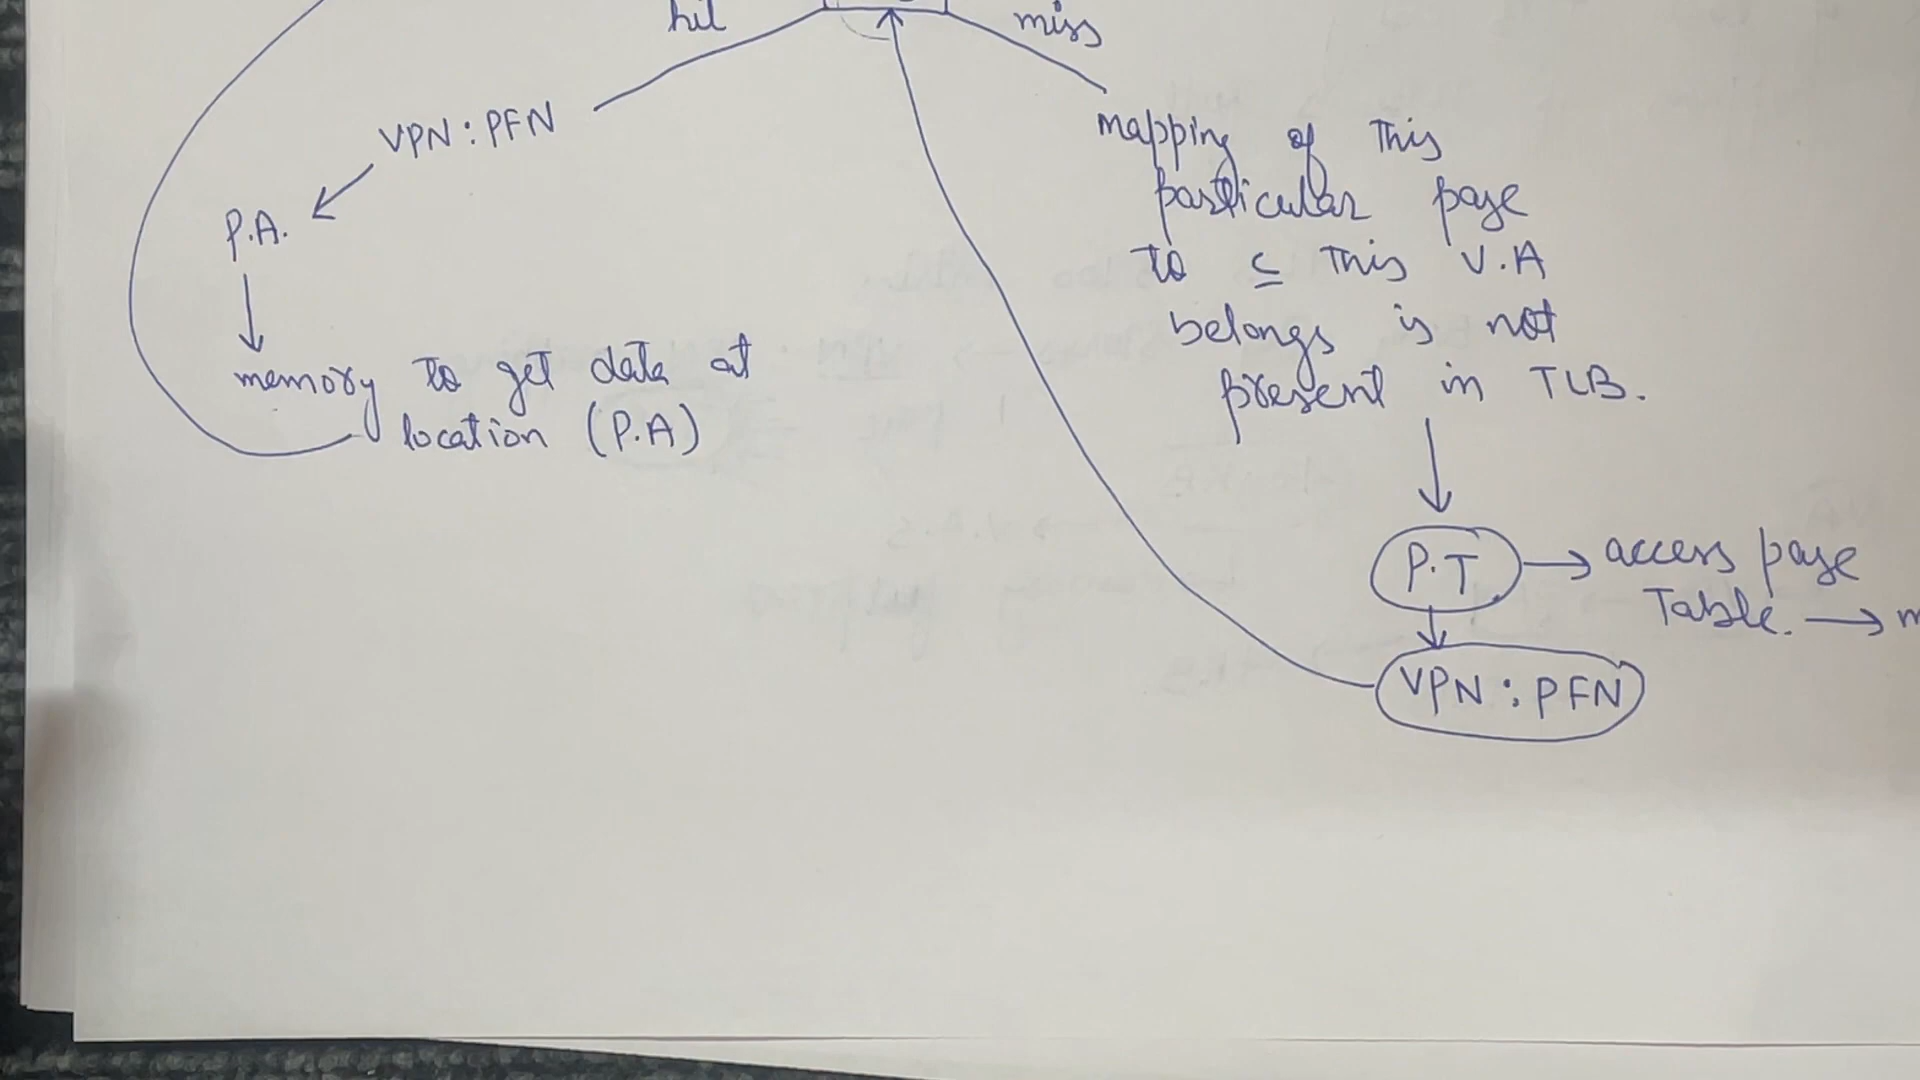 hit
miss
VPN : PFN
P.A.
memory to get data at
location (P.A)
mapping of this
particular page
to c this V.A
belongs is not
present in TLB.
P.T → access page
Table. →
VPN : PFN